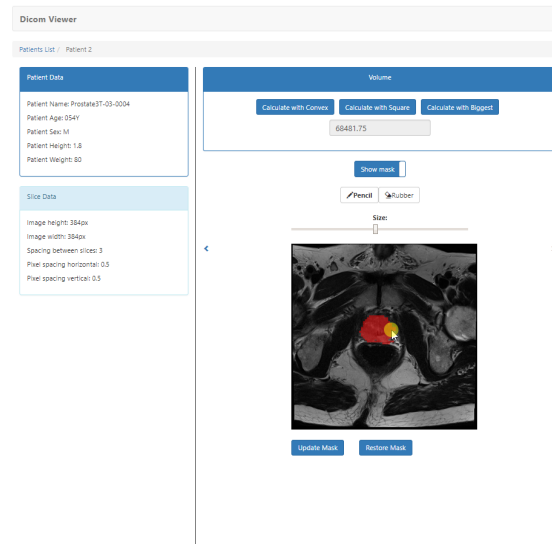 Dicom Viewer
Patients List / Patient 2
Patient Data
Patient Name: Prostate3T-03-0004
Patient Age: 054Y
Patient Sex: M
Patient Height: 1.8
Patient Weight: 80
Slice Data
Image height: 384px
Image width: 384px
Spacing between slices: 3
Pixel spacing horizontal: 0.5
Pixel spacing vertical: 0.5
Volume
Calculate with Convex Calculate with Square Calculate with Biggest
68481.75
Show mask
Pencil Rubber
Size:
Update Mask Restore Mask